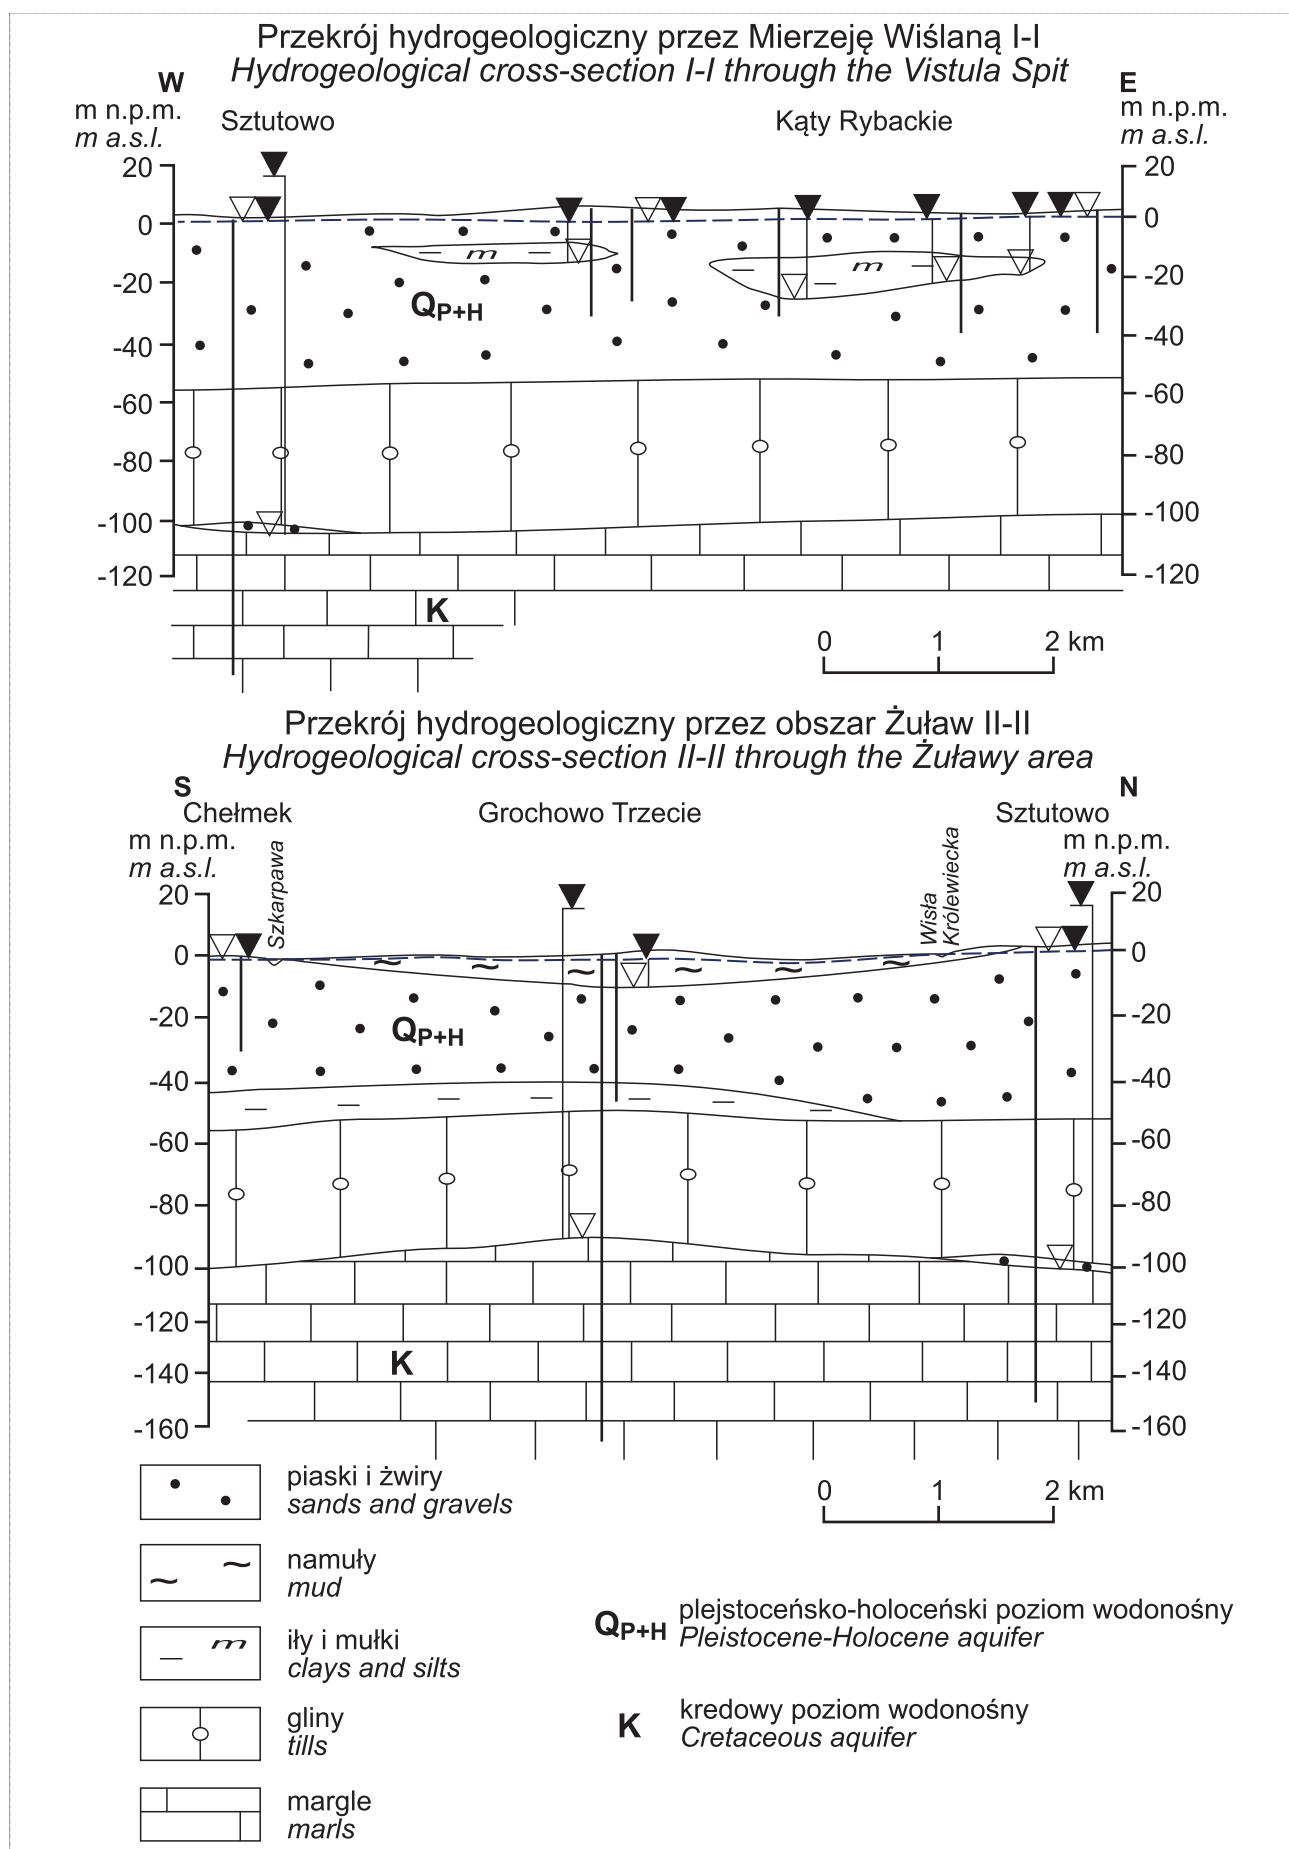 Przekrój hydrogeologiczny przez Mierzeję Wiślaną I-I
Hydrogeological cross-section I-I through the Vistula Spit
W
E
m n.p.m.
m a.s.l.
Sztutowo
Kąty Rybackie
m n.p.m.
m a.s.l.
20
0
-20
-40
-60
-80
-100
-120
20
0
-20
-40
-60
-80
-100
-120
m
m
QP+H
K
0 1 2 km
Przekrój hydrogeologiczny przez obszar Żuław II-II
Hydrogeological cross-section II-II through the Żuławy area
S
N
Chełmek
Grochowo Trzecie
Sztutowo
m n.p.m.
m a.s.l.
m n.p.m.
m a.s.l.
Szkarpawa
Wisła
Królewiecka
20
0
-20
-40
-60
-80
-100
-120
-140
-160
20
0
-20
-40
-60
-80
-100
-120
-140
-160
QP+H
K
0 1 2 km
piaski i żwiry
sands and gravels
namuły
mud
m
iły i mułki
clays and silts
gliny
tills
margle
marls
QP+H
plejstoceńsko-holoceński poziom wodonośny
Pleistocene-Holocene aquifer
K
kredowy poziom wodonośny
Cretaceous aquifer